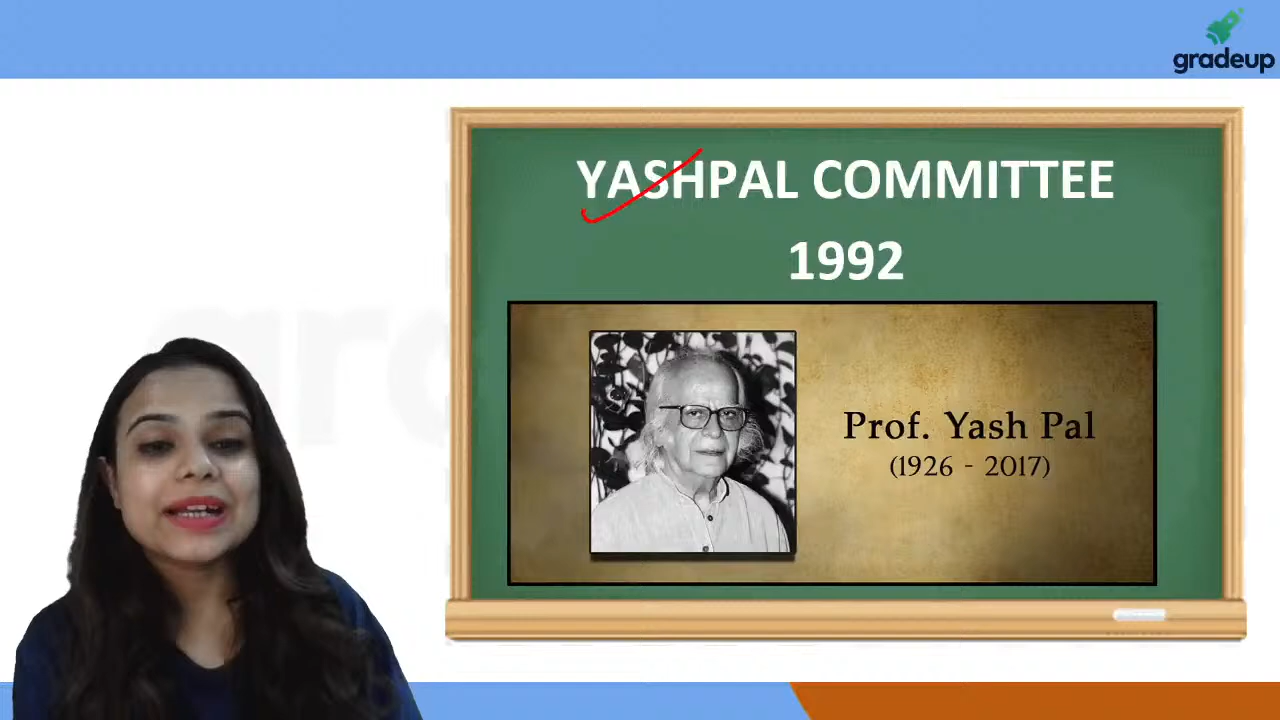 gradeup
YASHPAL COMMITTEE
1992
Prof. Yash Pal
(1926 - 2017)